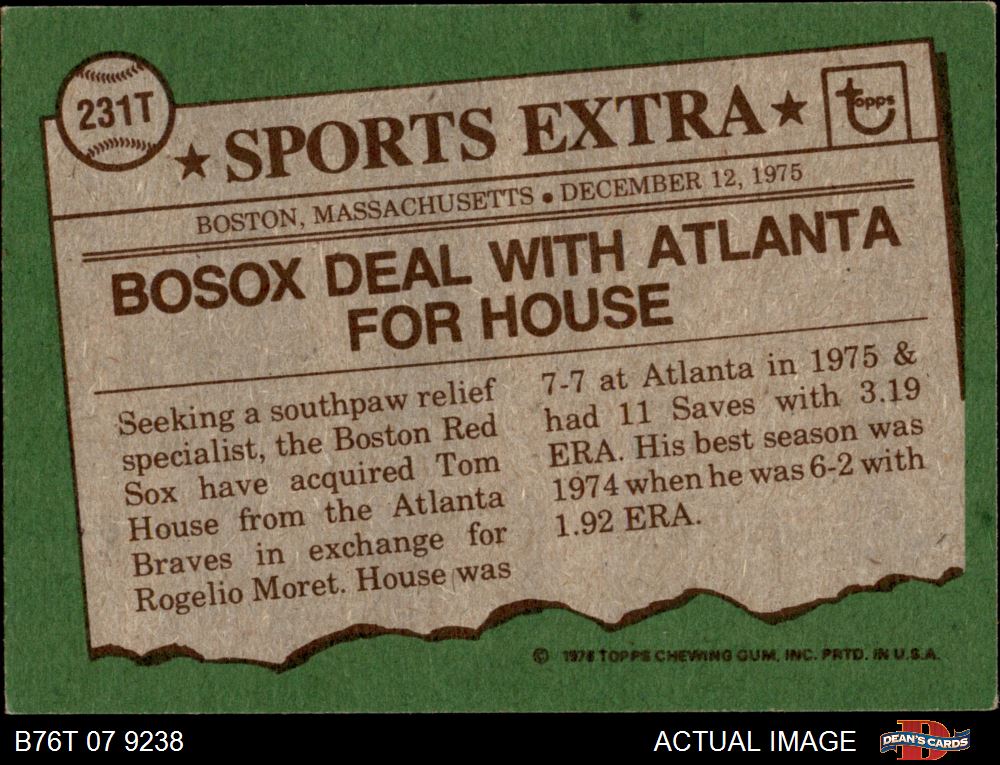 231T
★ SPORTS EXTRA ★
topps
BOSTON, MASSACHUSETTS • DECEMBER 12, 1975
BOSOX DEAL WITH ATLANTA
FOR HOUSE
Seeking a southpaw relief
specialist, the Boston Red
Sox have acquired Tom
House from the Atlanta
Braves in exchange for
Rogelio Moret. House was
7-7 at Atlanta in 1975 &
had 11 Saves with 3.19
ERA. His best season was
1974 when he was 6-2 with
1.92 ERA.
© 1976 TOPPS CHEWING GUM, INC. PRTD. IN U.S.A.
B76T 07 9238
ACTUAL IMAGE
DEAN'S CARDS